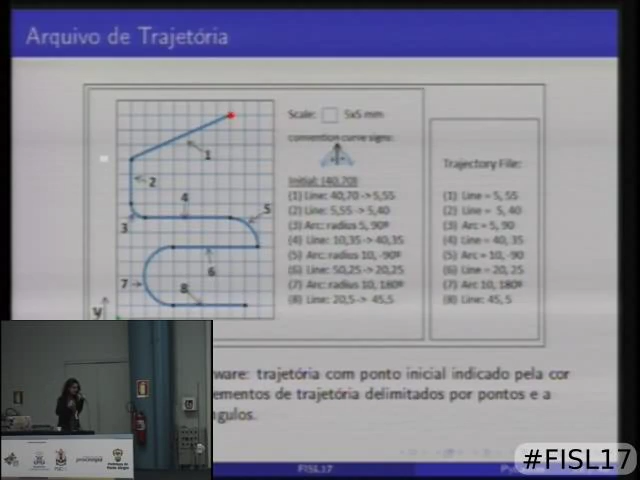 Arquivo de Trajetória
Scale: 5x5 mm
convention curve signs:
Initial: (40,70)
(1) Line: 40,70 -> 5,55
(2) Line: 5,55 -> 5,40
(3) Arc: radius 5, 90º
(4) Line: 10,35 -> 40,35
(5) Arc: radius 10, -90º
(6) Line: 50,25 -> 20,25
(7) Arc: radius 10, 180º
(8) Line: 20,5 -> 45,5
Trajectory File:
(1) Line = 5, 55
(2) Line = 5, 40
(3) Arc = 5, 90
(4) Line = 40, 35
(5) Arc = 10, -90
(6) Line = 20, 25
(7) Arc 10, 180º
(8) Line: 45,5
1
2
3
4
5
6
7
8
y
ware: trajetória com ponto inicial indicado pela cor
ementos de trajetória delimitados por pontos e a
ngulos.
FISL17
#FISL17